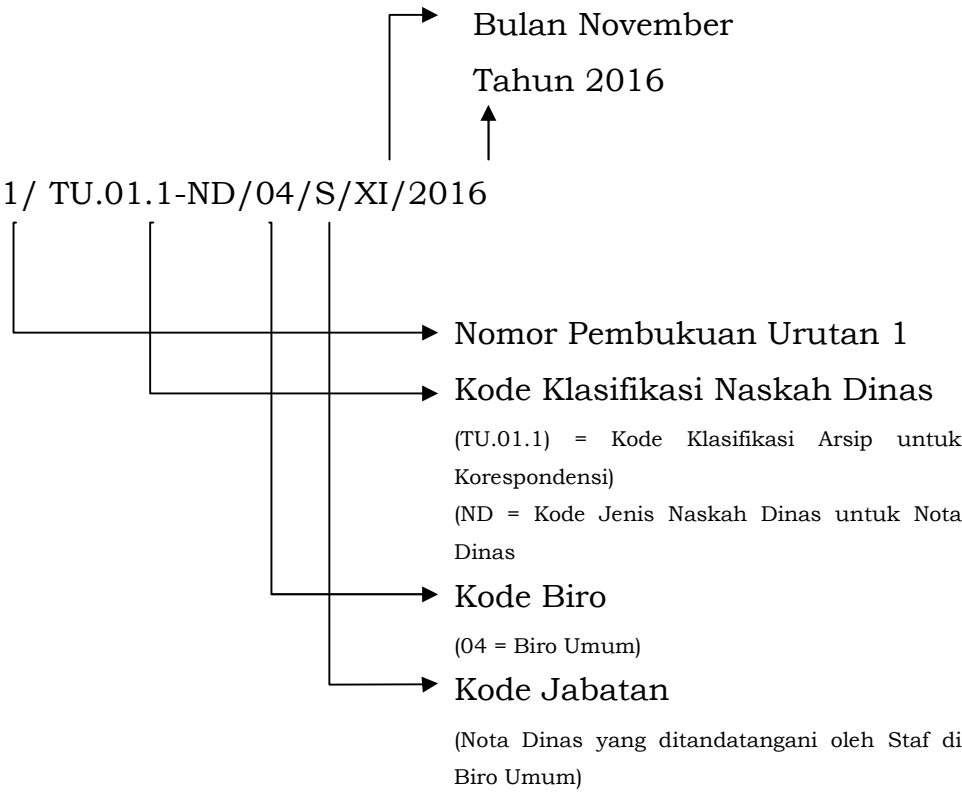 Bulan November
Tahun 2016
1/ TU.01.1-ND/04/S/XI/2016
Nomor Pembukuan Urutan 1
Kode Klasifikasi Naskah Dinas
(TU.01.1) = Kode Klasifikasi Arsip untuk
Korespondensi)
(ND = Kode Jenis Naskah Dinas untuk Nota
Dinas
Kode Biro
(04 = Biro Umum)
Kode Jabatan
(Nota Dinas yang ditandatangani oleh Staf di
Biro Umum)